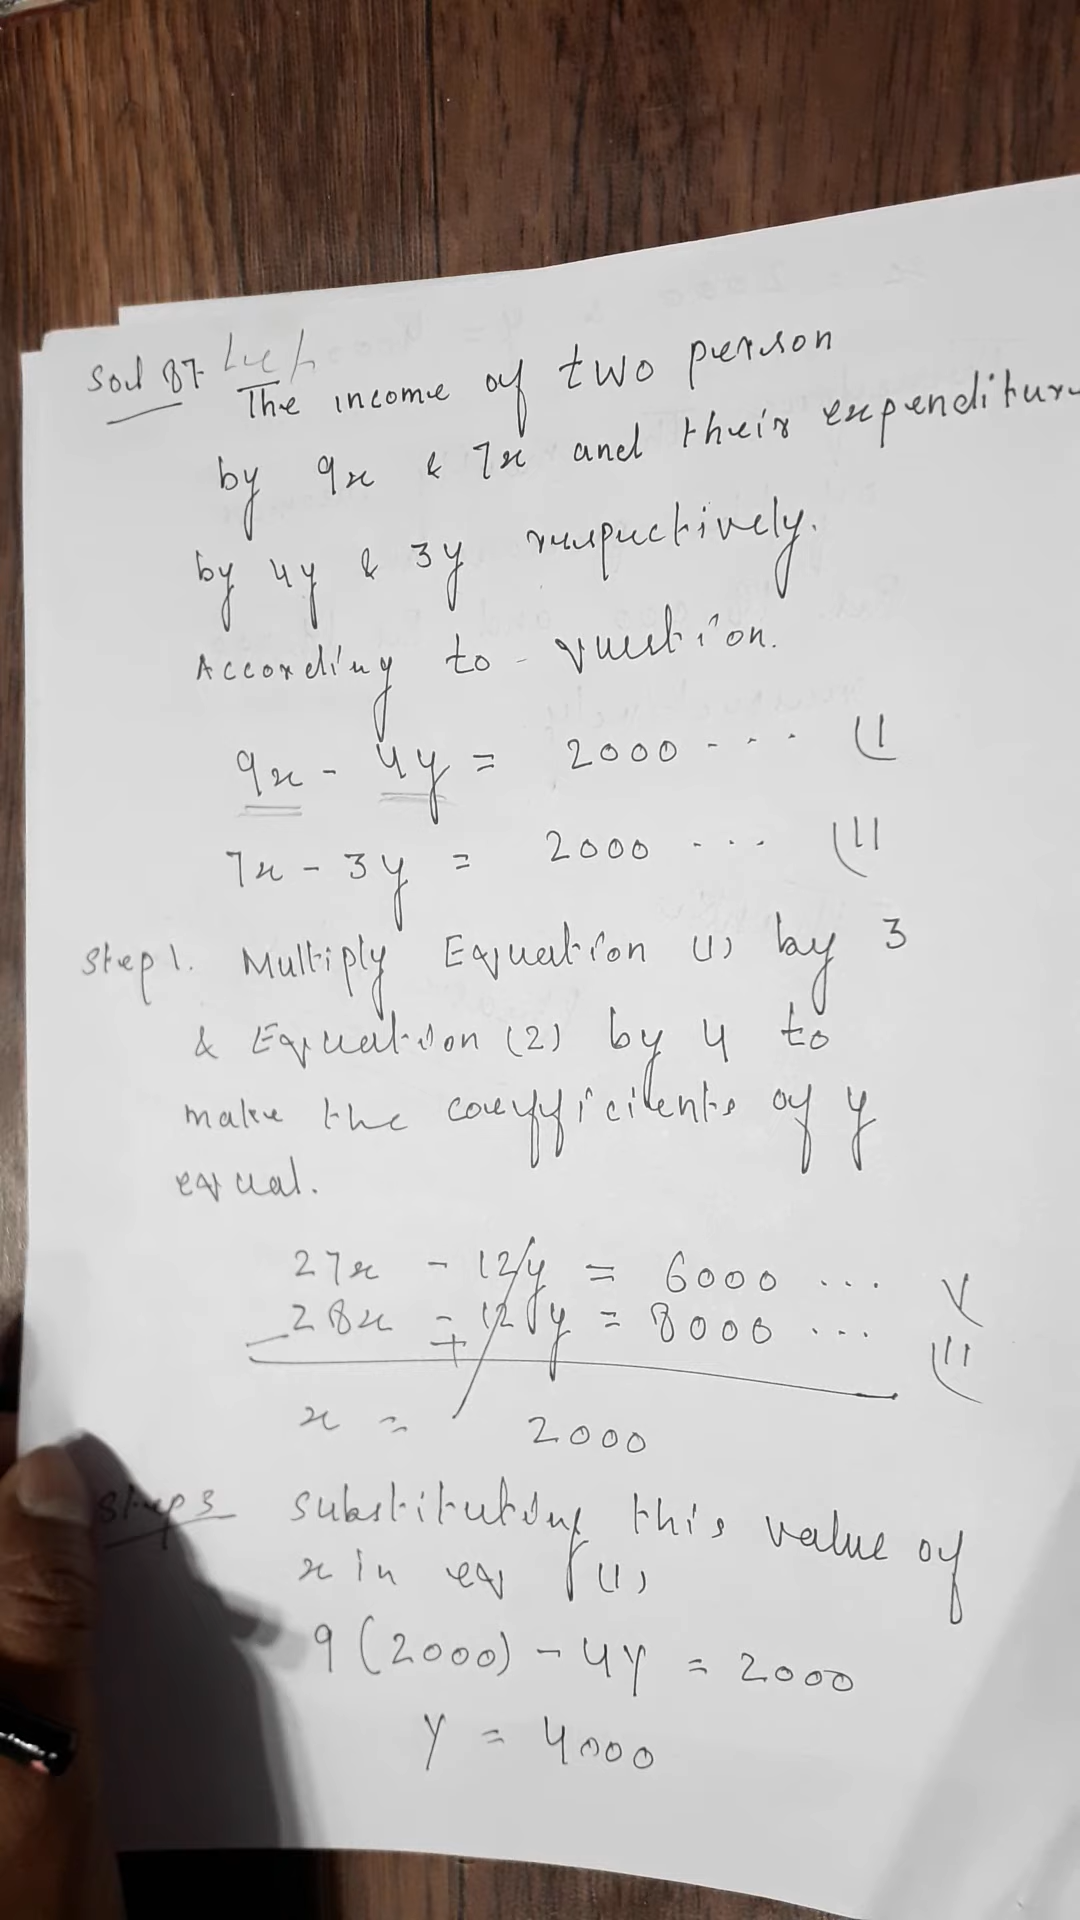 Sol 87. Let
The income of two person
by 9x & 7x and their expenditure
by 4y & 3y respectively.
According to - question.
9x - 4y = 2000 ... (1
7x - 3y = 2000 ... (11
Step 1. Multiply Equation (1) by 3
& Equation (2) by 4 to
make the coefficients of y
equal.
27x - 12y = 6000 ...
28x - 12y = 8000 ... (111
- +
x = 2000
Step 3 Substituting this value of
x in eq (1)
9(2000) - 4y = 2000
y = 4000